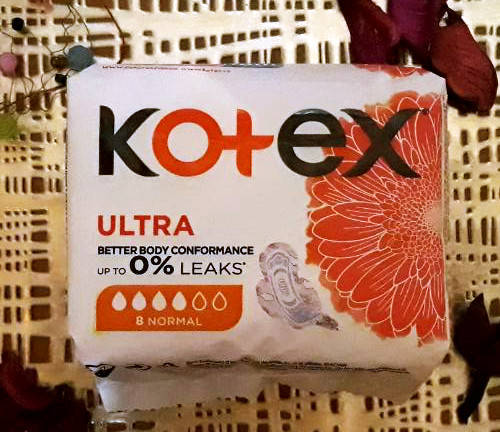 Kotex
ULTRA
BETTER BODY CONFORMANCE
UP TO 0% LEAKS*
8 NORMAL